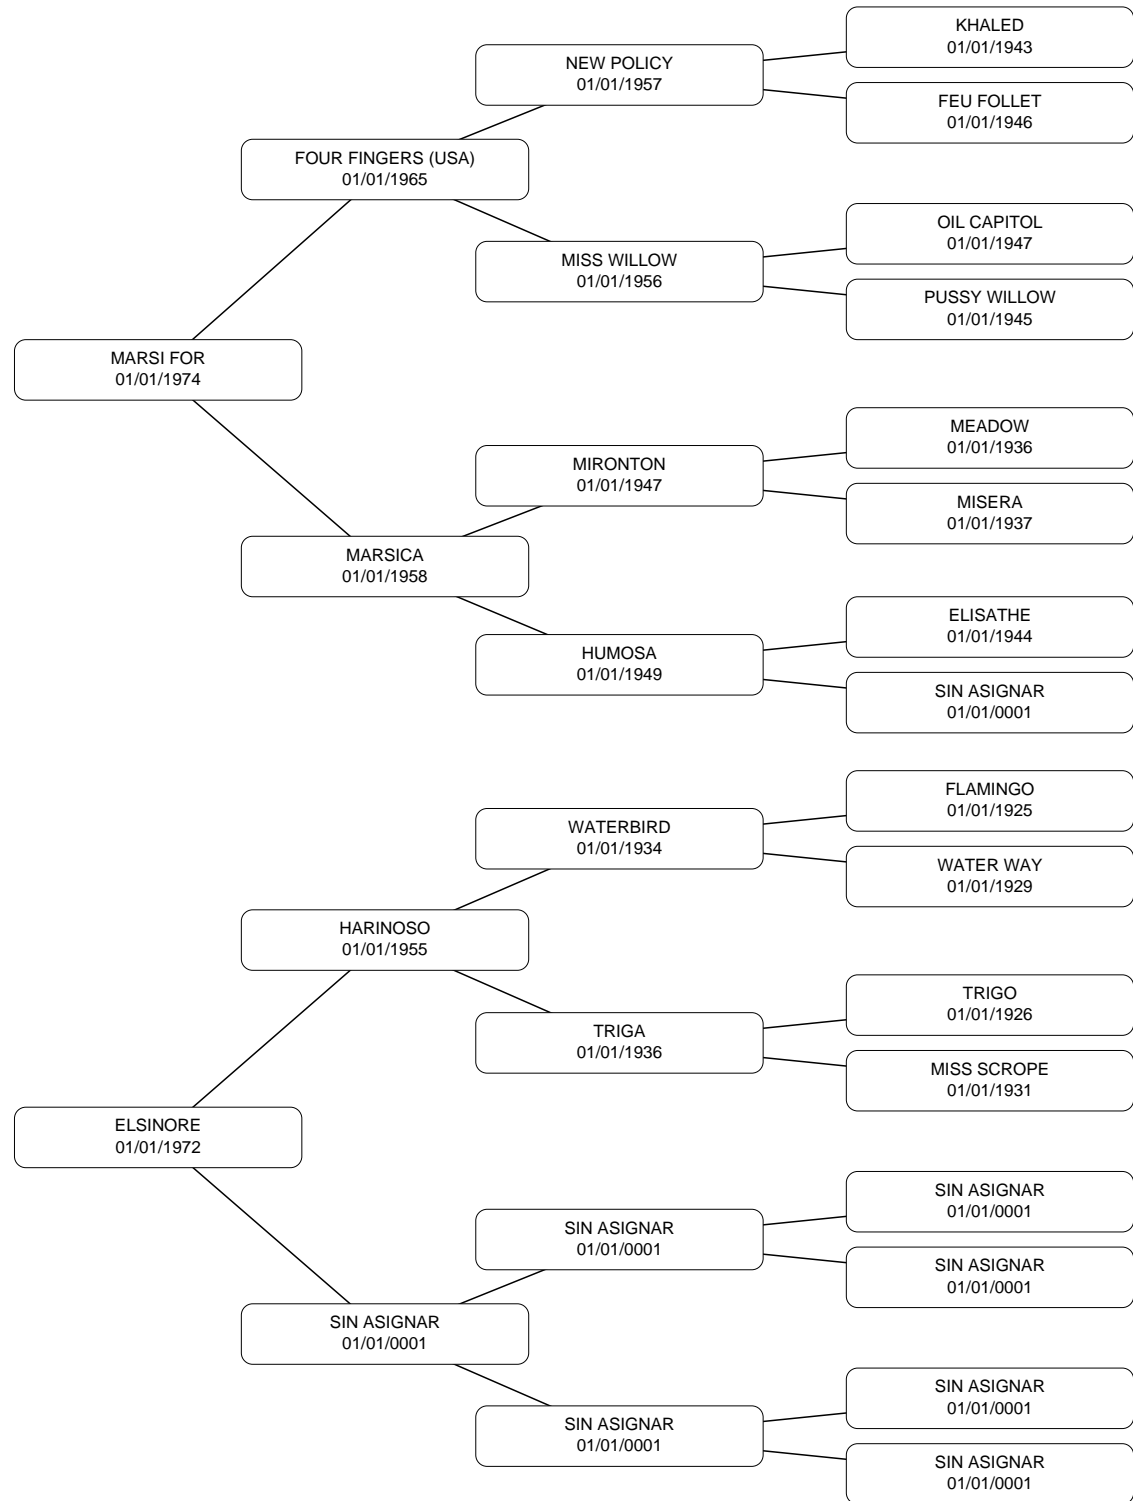 KHALED
01/01/1943
NEW POLICY
01/01/1957
FEU FOLLET
01/01/1946
FOUR FINGERS (USA)
01/01/1965
OIL CAPITOL
01/01/1947
MISS WILLOW
01/01/1956
PUSSY WILLOW
01/01/1945
MARSI FOR
01/01/1974
MEADOW
01/01/1936
MIRONTON
01/01/1947
MISERA
01/01/1937
MARSICA
01/01/1958
ELISATHE
01/01/1944
HUMOSA
01/01/1949
SIN ASIGNAR
01/01/0001
FLAMINGO
01/01/1925
WATERBIRD
01/01/1934
WATER WAY
01/01/1929
HARINOSO
01/01/1955
TRIGO
01/01/1926
TRIGA
01/01/1936
MISS SCROPE
01/01/1931
ELSINORE
01/01/1972
SIN ASIGNAR
01/01/0001
SIN ASIGNAR
01/01/0001
SIN ASIGNAR
01/01/0001
SIN ASIGNAR
01/01/0001
SIN ASIGNAR
01/01/0001
SIN ASIGNAR
01/01/0001
SIN ASIGNAR
01/01/0001